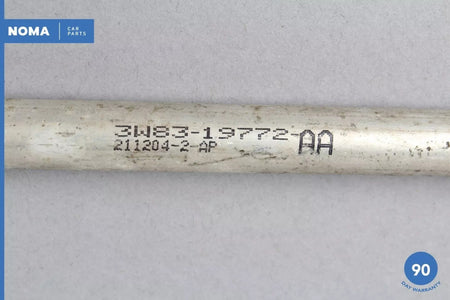 NOMA
CAR
PARTS
3W83-19772-AA
211204-2 AP
90
DAY WARRANTY